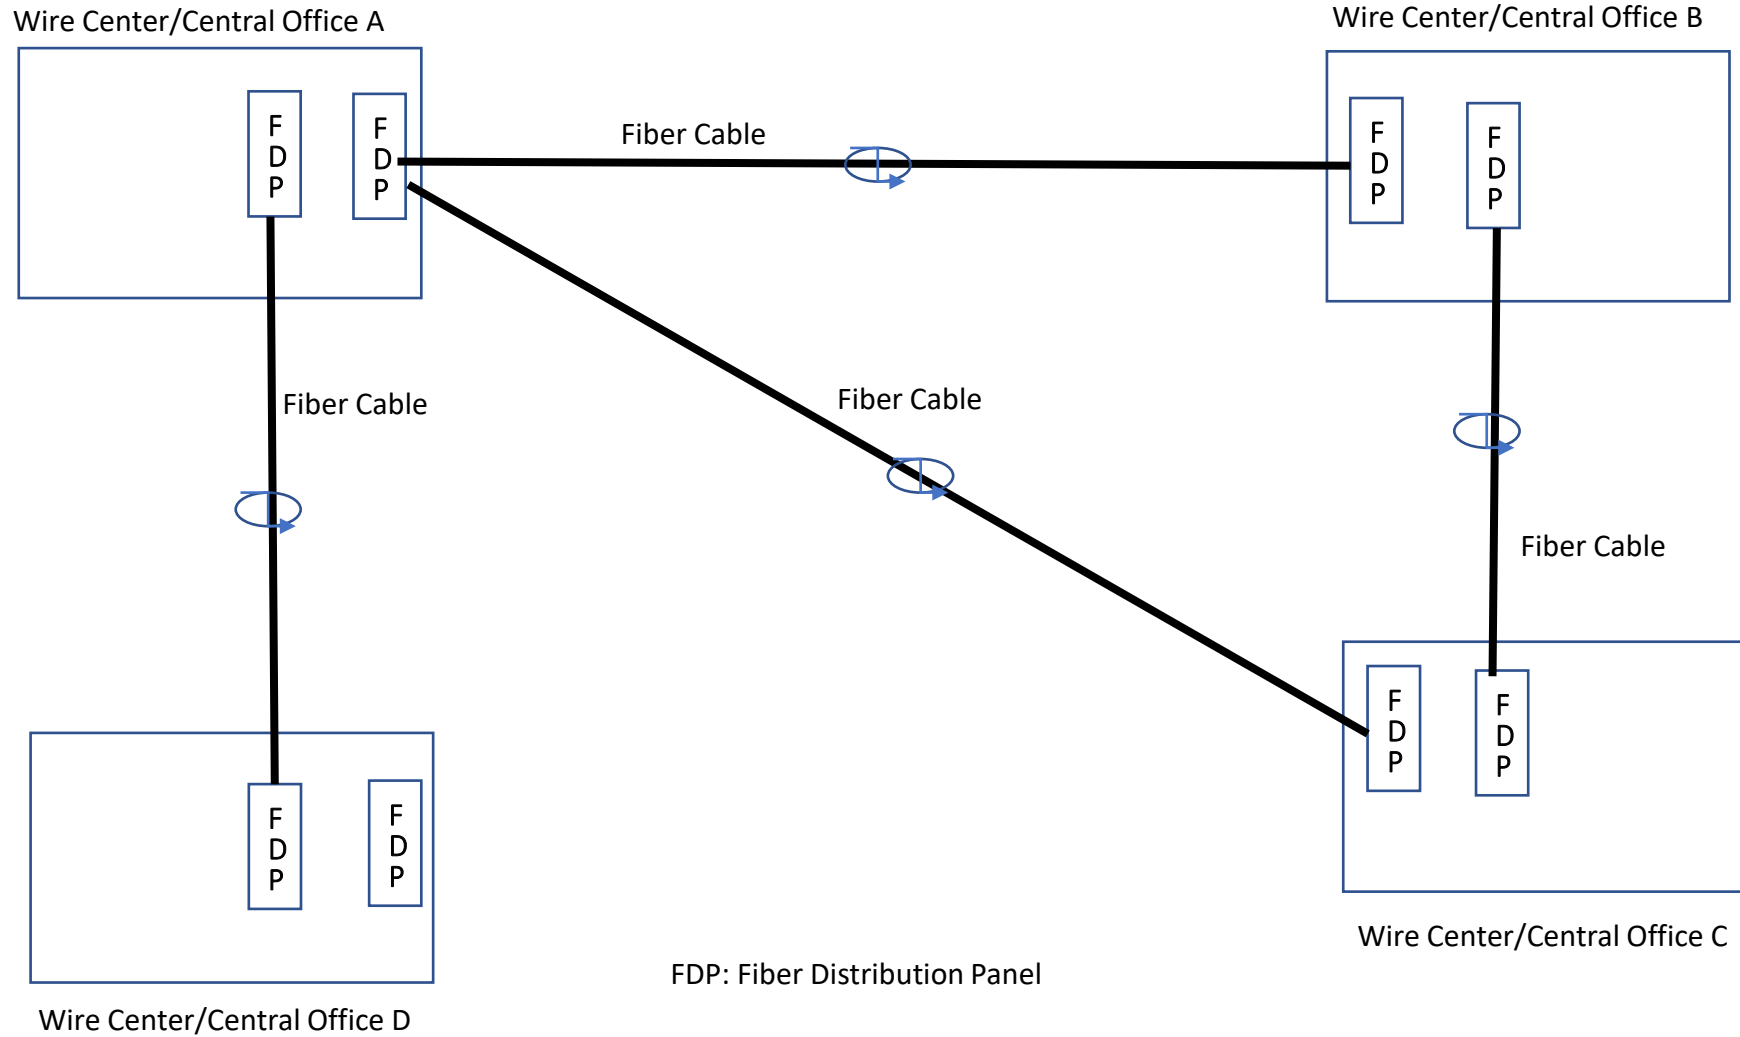 Wire Center/Central Office A
Wire Center/Central Office B
F
D
P
F
D
P
Fiber Cable
F
D
P
F
D
P
Fiber Cable
Fiber Cable
Fiber Cable
F
D
P
F
D
P
F
D
P
F
D
P
Wire Center/Central Office C
FDP: Fiber Distribution Panel
Wire Center/Central Office D